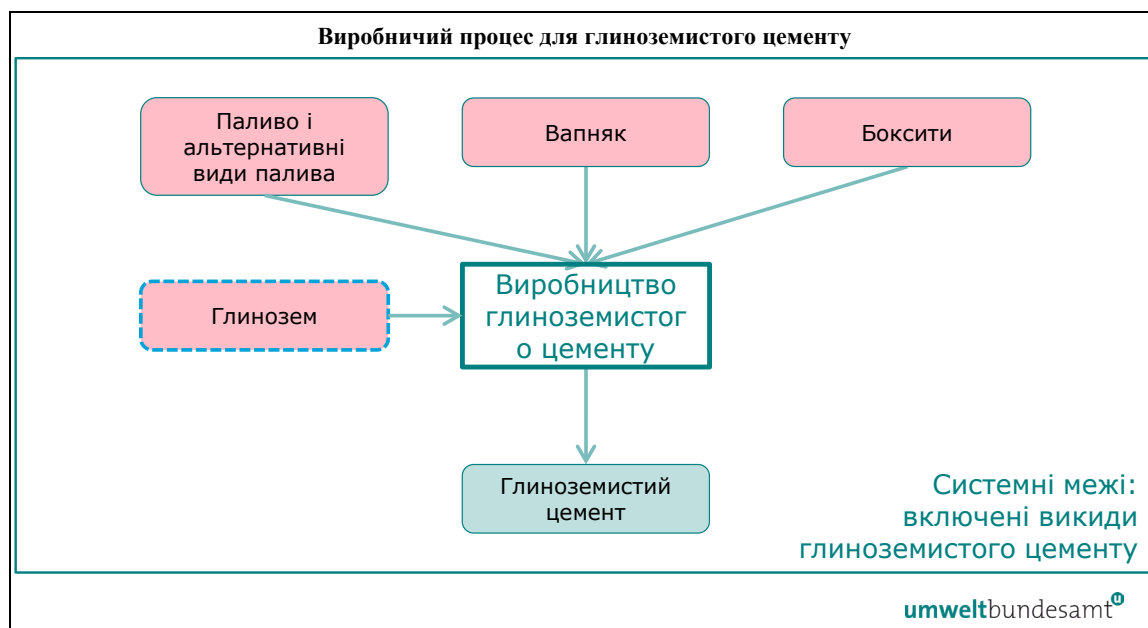 Виробничий процес для глиноземистого цементу
Паливо і
альтернативні
види палива
Вапняк
Боксити
Глинозем
Виробництво
глиноземистог
о цементу
Глиноземистий
цемент
Системні межі:
включені викиди
глиноземистого цементу
umweltbundesamt